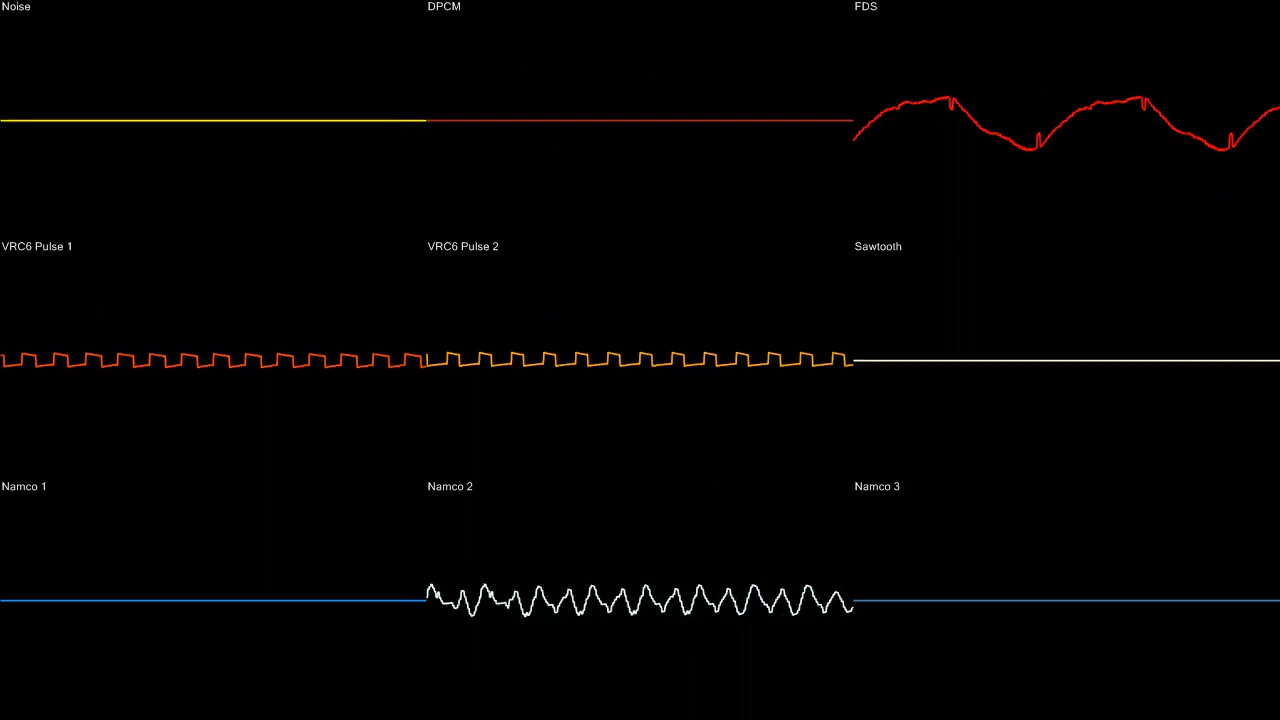 Noise
DPCM
FDS
VRC6 Pulse 1
VRC6 Pulse 2
Sawtooth
Namco 1
Namco 2
Namco 3